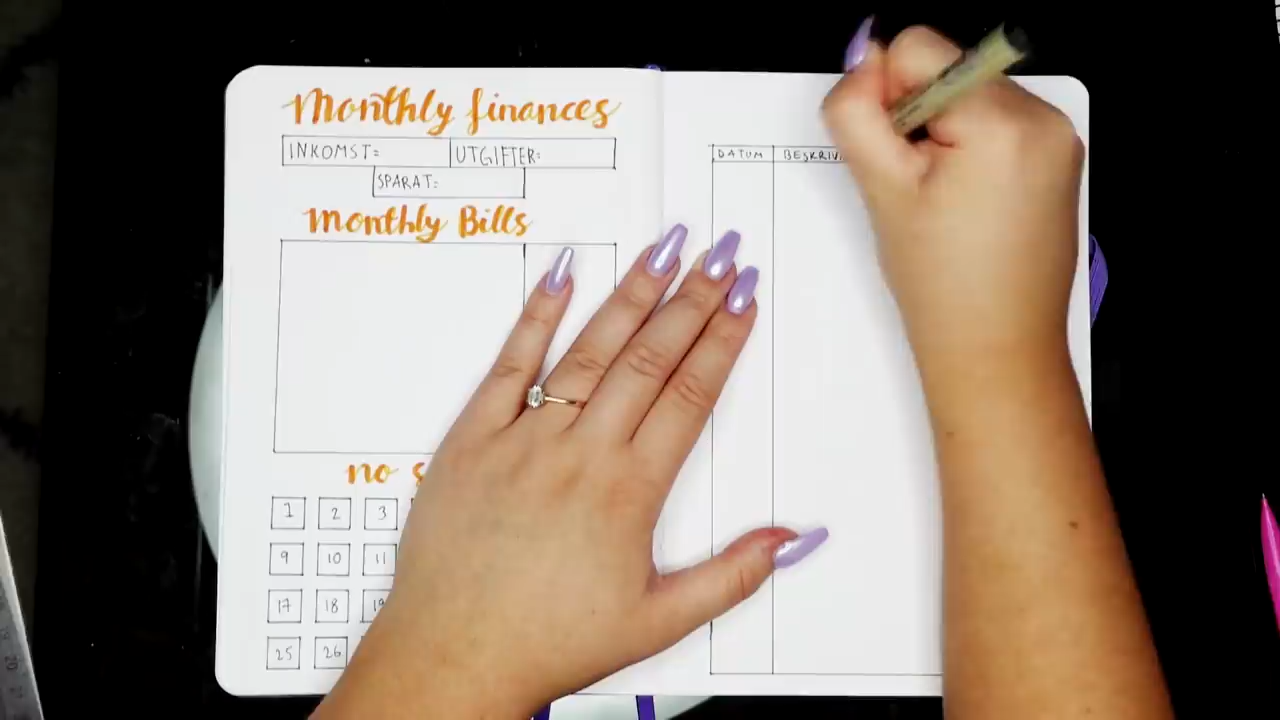 Monthly finances
INKOMST= UTGIFTER=
SPARAT=
Monthly Bills
no
1 2 3
9 10 11
17 18 19
25 26
DATUM